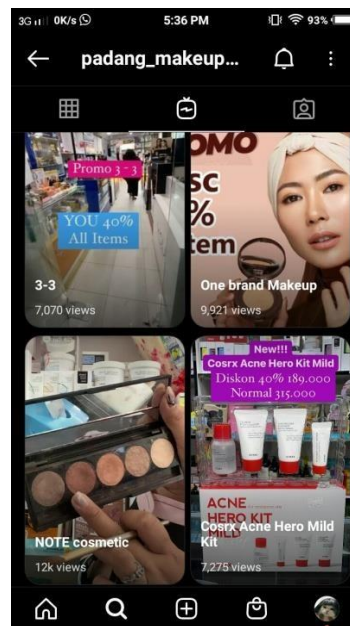 3G 0K/s 5:36 PM 93%
padang_makeup...
Promo 3 - 3
YOU 40%
All Items
3-3
7,070 views
OMO
SC
%
tem
One brand Makeup
9,921 views
NOTE cosmetic
12k views
New!!!
Cosrx Acne Hero Kit Mild
Diskon 40% 189.000
Normal 315.000
ACNE
HERO KIT
MILD
Cosrx Acne Hero Mild
Kit
7,275 views